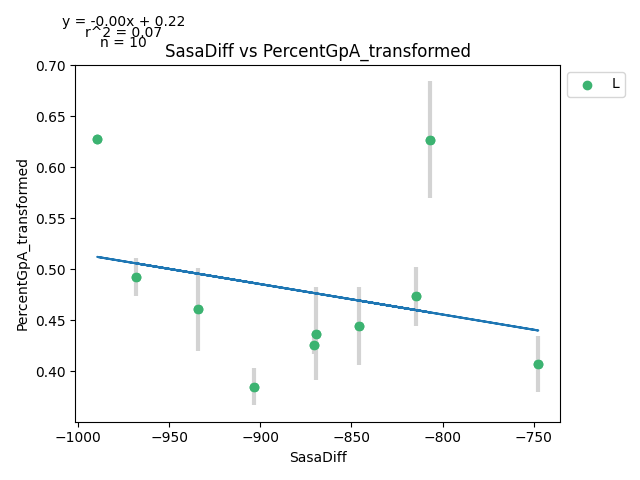 y = -0.00x + 0.22
r^2 = 0.07
n = 10
SasaDiff vs PercentGpA_transformed
L
0.70
0.65
0.60
0.55
0.50
0.45
0.40
PercentGpA_transformed
−1000 −950 −900 −850 −800 −750
SasaDiff